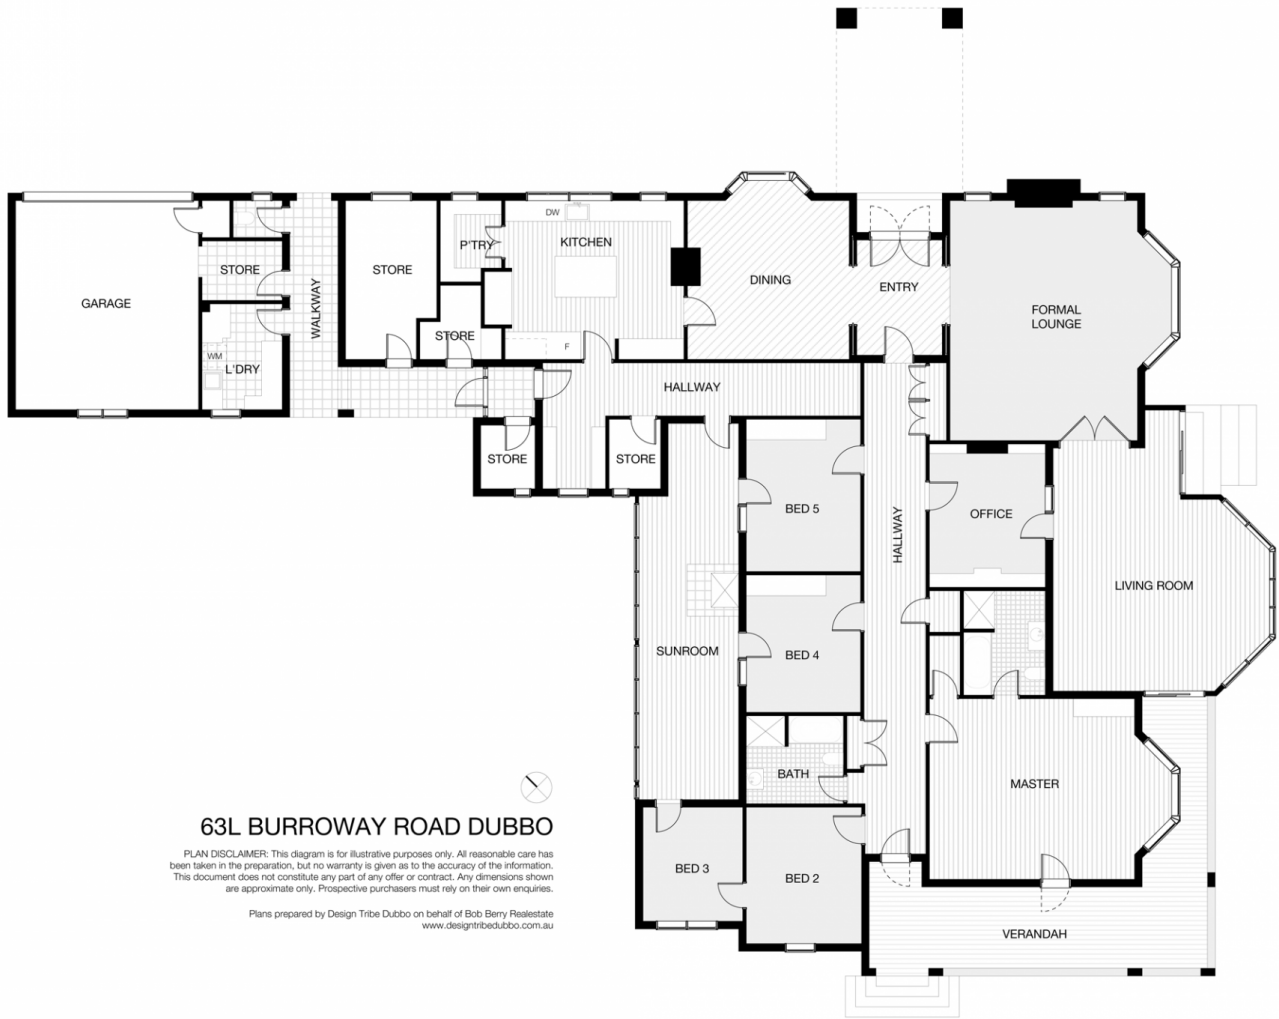 DW
KITCHEN
P'TRY
STORE
STORE
DINING
ENTRY
GARAGE
WALKWAY
FORMAL
LOUNGE
STORE
F
WM
L'DRY
HALLWAY
STORE
STORE
BED 5
HALLWAY
OFFICE
LIVING ROOM
SUNROOM
BED 4
BATH
MASTER
BED 3
BED 2
VERANDAH
63L BURROWAY ROAD DUBBO
PLAN DISCLAIMER: This diagram is for illustrative purposes only. All reasonable care has
been taken in the preparation, but no warranty is given as to the accuracy of the information.
This document does not constitute any part of any offer or contract. Any dimensions shown
are approximate only. Prospective purchasers must rely on their own enquiries.
Plans prepared by Design Tribe Dubbo on behalf of Bob Berry Realestate
www.designtribedubbo.com.au